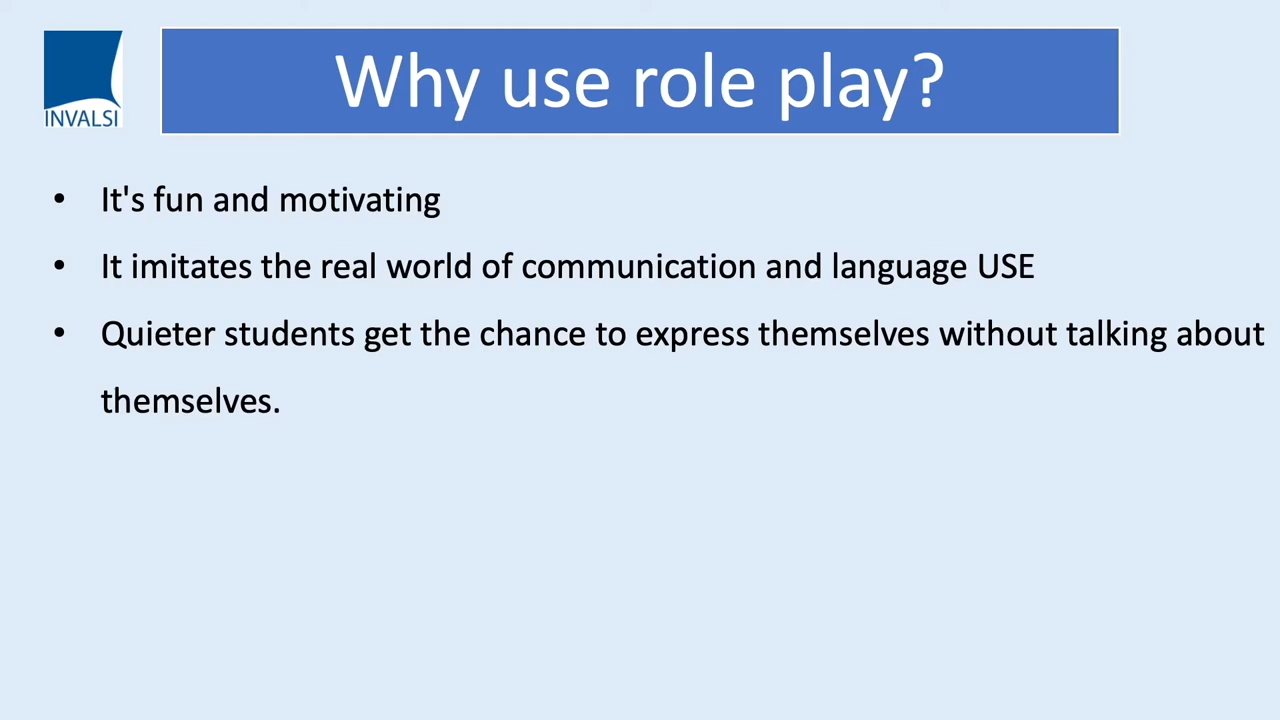 INVALSI
Why use role play?
• It's fun and motivating
• It imitates the real world of communication and language USE
• Quieter students get the chance to express themselves without talking about
themselves.